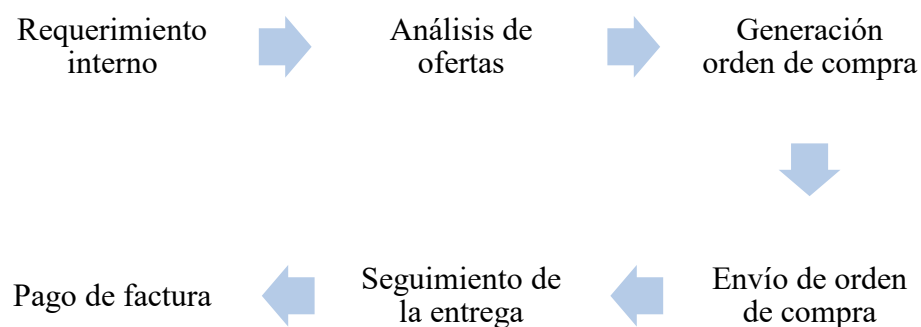 Requerimiento
interno
Análisis de
ofertas
Generación
orden de compra
Envío de orden
de compra
Seguimiento de
la entrega
Pago de factura